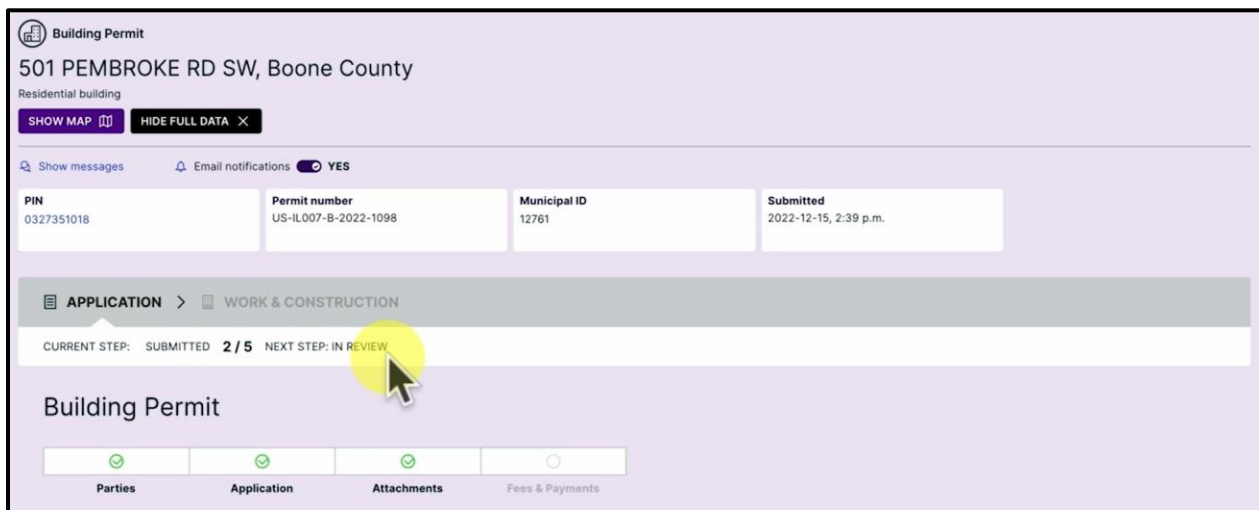 Building Permit
501 PEMBROKE RD SW, Boone County
Residential building
SHOW MAP HIDE FULL DATA
Show messages Email notifications YES
PIN Permit number Municipal ID Submitted
0327351018 US-IL007-B-2022-1098 12761 2022-12-15, 2:39 p.m.
APPLICATION > WORK & CONSTRUCTION
CURRENT STEP: SUBMITTED 2 / 5 NEXT STEP: IN REVIEW
Building Permit
Parties Application Attachments Fees & Payments